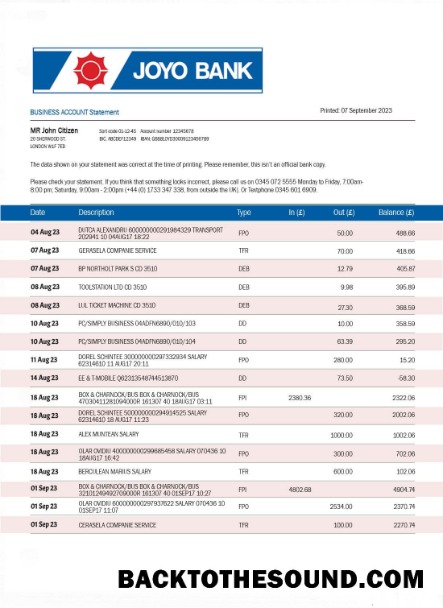 JOYO BANK
BUSINESS ACCOUNT Statement
Printed: 07 September 2023
MR John Citizen
Sort code 01-12-45 Account number 12345678
20 SHERWOOD ST.
LONDON W1F 7ED
The data shown on your statement was correct at the time of printing. Please remember, this isn't an official bank copy.
Please check your statement. If you think that something looks incorrect, please call us on 0345 072 5555 Monday to Friday, 7.00am-
8:00 pm; Saturday, 9:00am - 2:00pm (+44 (0) 1733 347 338, from outside the UK). Or Textphone 0345 601 6909.
Date Description Type In (£) Out (£) Balance (£)
04 Aug 23 DUTCA ALEXANDRU 600000000291984329 TRANSPORT FPO 50.00 488.66
202941 10 04AUG17 18:22
07 Aug 23 GERASELA COMPANIE SERVICE TFR 70.00 418.66
07 Aug 23 BP NORTHOLT PARK S CD 3510 DEB 12.79 405.87
08 Aug 23 TOOLSTATION LTD CD 3510 DEB 9.98 395.89
08 Aug 23 LUL TICKET MACHINE CD 3510 DEB 27.30 368.59
10 Aug 23 PC/SIMPLY BUSINESS 04ADFN6890/010/103 DD 10.00 358.59
10 Aug 23 PC/SIMPLY BUSINESS 04ADFN6890/010/104 DD 63.39 295.20
11 Aug 23 DOREL SCHINTEE 300000000297332934 SALARY FPO 280.00 15.20
62314610 11 AUG17 20:11
14 Aug 23 EE & T-MOBILE Q62313548744513870 DD 73.50 -58.30
18 Aug 23 BOX & CHARNOCK/BUS BOX & CHARNOCK/BUS FPI 2380.36 2322.06
4703041128109400OR 161307 40 18AUG17 03:11
18 Aug 23 DOREL SCHINTEE 500000000294914525 SALARY FPO 320.00 2002.06
62314610 18 AUG17 11:23
18 Aug 23 ALEX MUNTEAN SALARY TFR 1000.00 1002.06
18 Aug 23 OLAR OVIDIU 400000000299685458 SALARY 070436 10 FPO 300.00 702.06
18AUG17 16:42
18 Aug 23 BERCULEAN MARIUS SALARY TFR 600.00 102.06
01 Sep 23 BOX & CHARNOCK/BUS BOX & CHARNOCK/BUS FPI 4802.68 4904.74
3210124949270900OR 161307 40 01SEP17 10:27
01 Sep 23 OLAR OVIDIU 600000000297937622 SALARY 070436 10 FPO 2534.00 2370.74
01SEP17 11:07
01 Sep 23 CERASELA COMPANIE SERVICE TFR 100.00 2270.74
BACKTOTHESOUND.COM